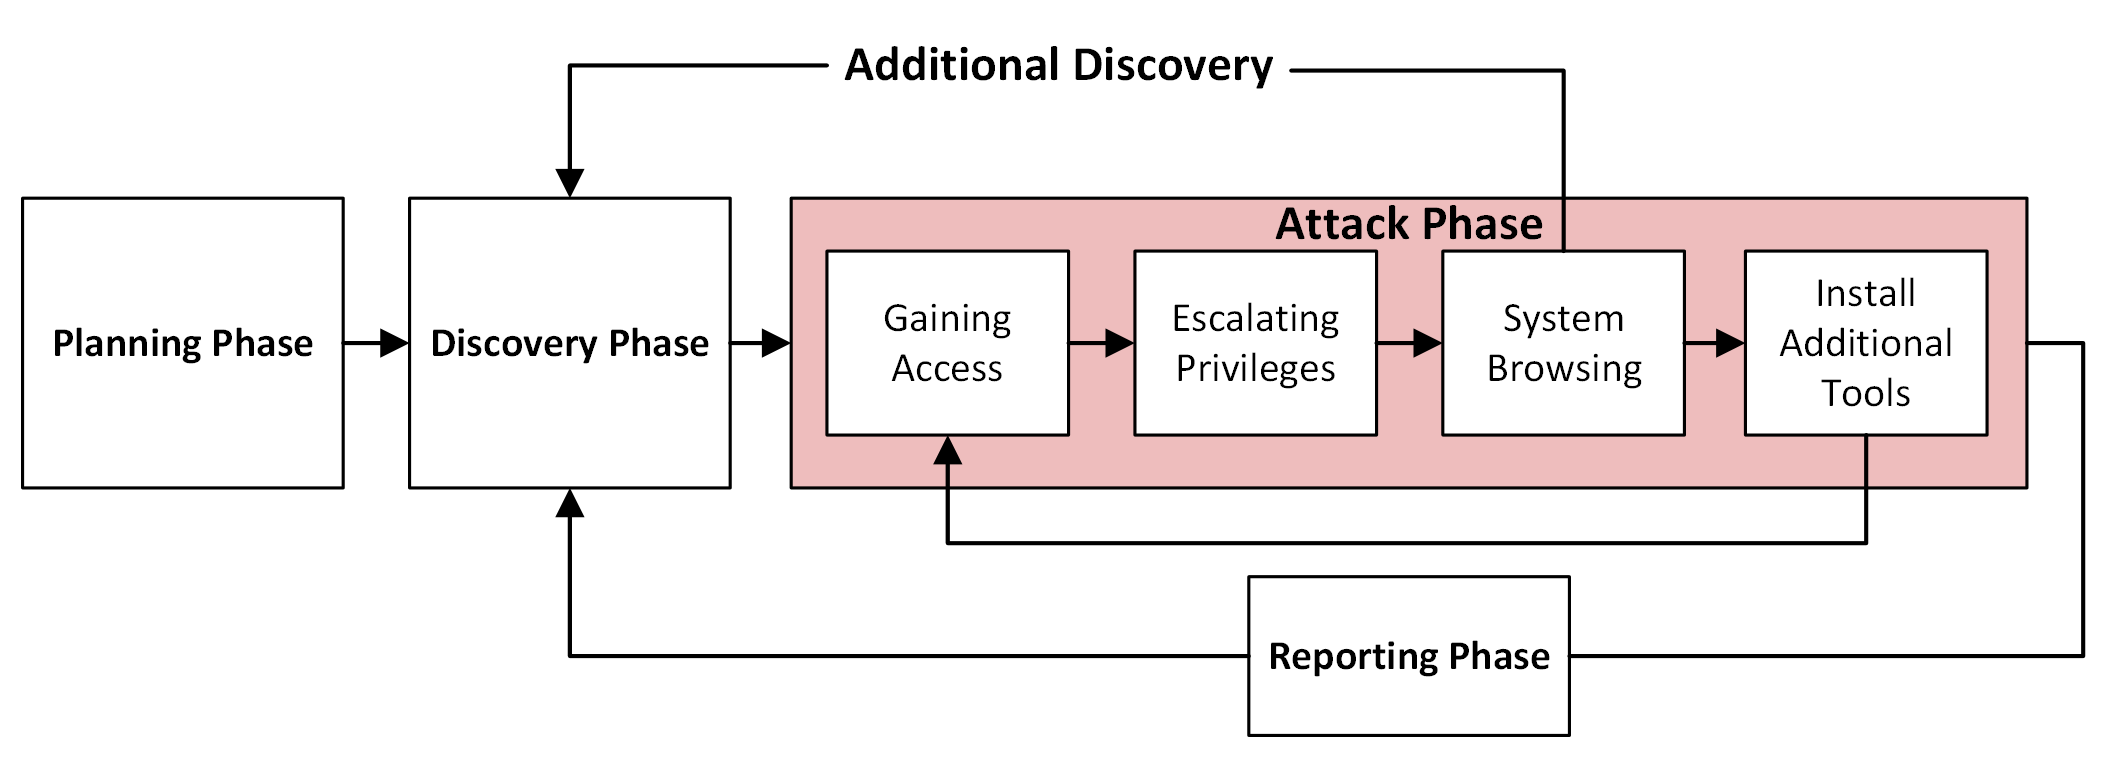 Additional Discovery
Planning Phase
Discovery Phase
Attack Phase
Gaining
Access
Escalating
Privileges
System
Browsing
Install
Additional
Tools
Reporting Phase